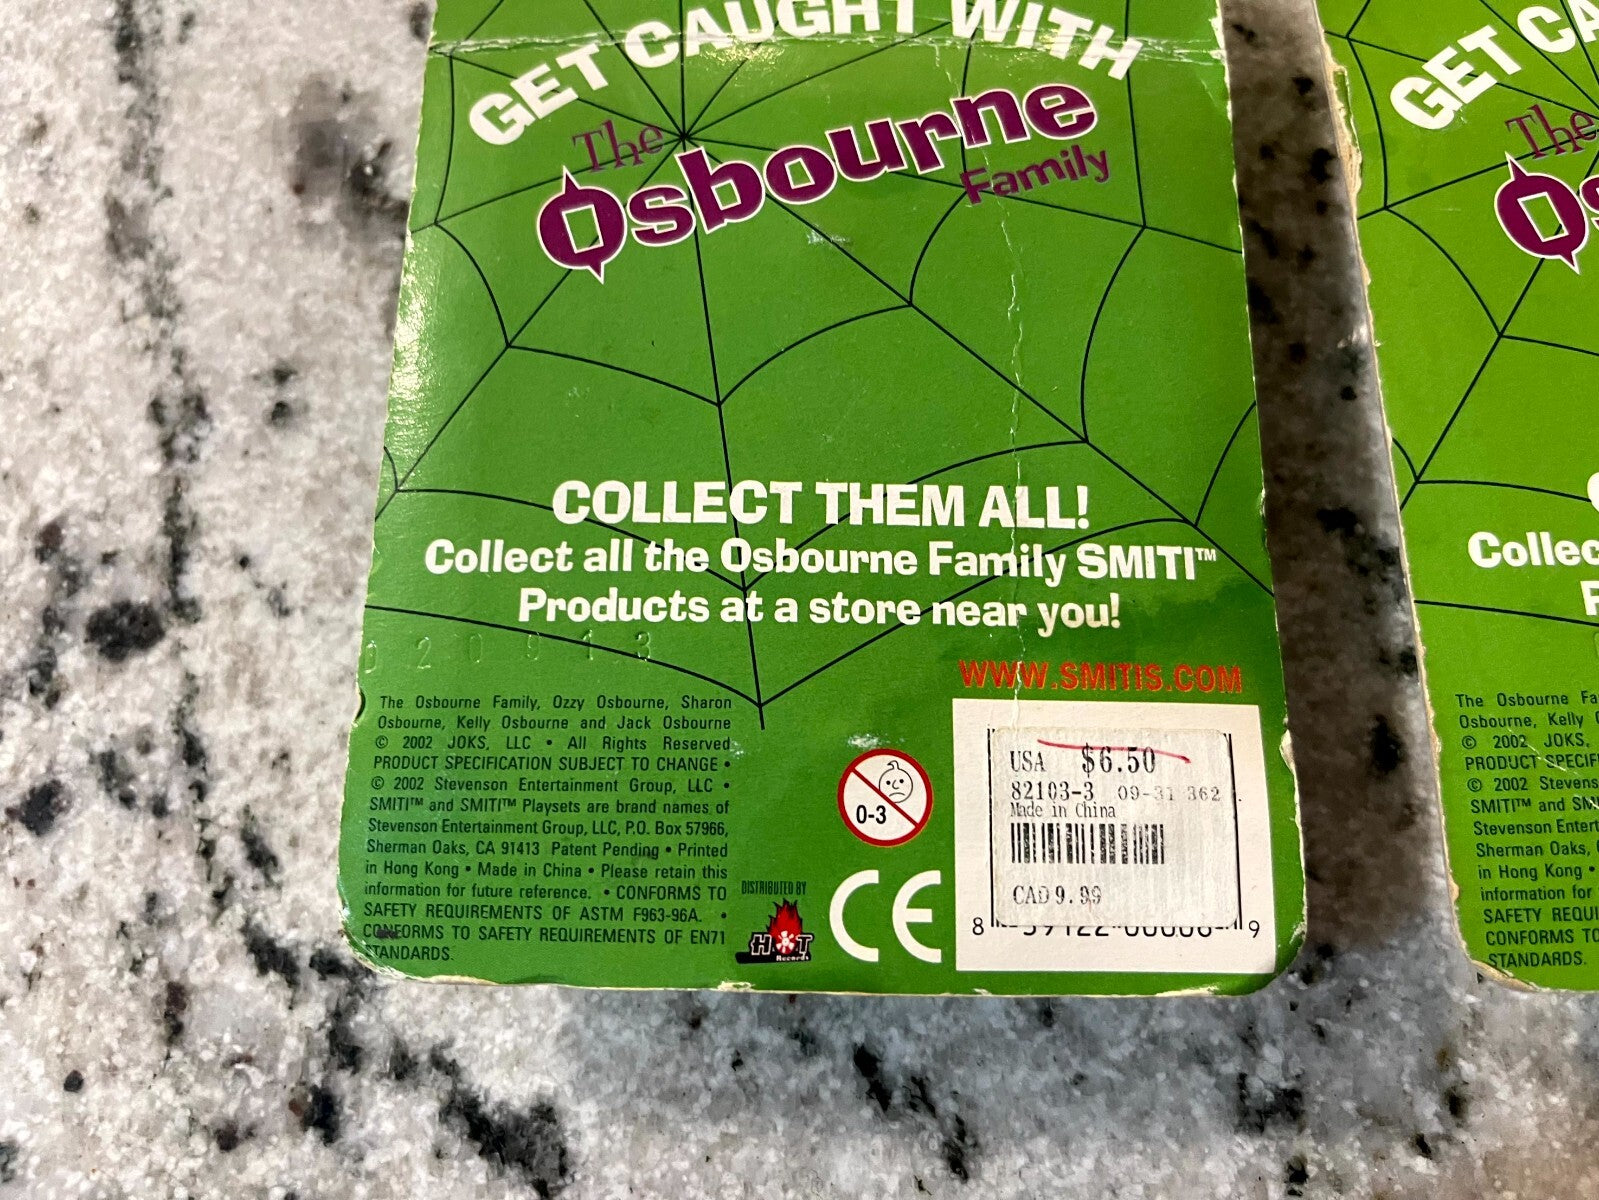 GET CAUGHT WITH
The
Osbourne
Family
COLLECT THEM ALL!
Collect all the Osbourne Family SMITI™
Products at a store near you!
WWW.SMITIS.COM
The Osbourne Family, Ozzy Osbourne, Sharon
Osbourne, Kelly Osbourne and Jack Osbourne
© 2002 JOKS, LLC • All Rights Reserved
PRODUCT SPECIFICATION SUBJECT TO CHANGE •
© 2002 Stevenson Entertainment Group, LLC •
SMITI™ and SMITI™ Playsets are brand names of
Stevenson Entertainment Group, LLC, P.O. Box 57966,
Sherman Oaks, CA 91413 Patent Pending • Printed
in Hong Kong • Made in China • Please retain this
information for future reference. • CONFORMS TO
SAFETY REQUIREMENTS OF ASTM F963-96A. •
CONFORMS TO SAFETY REQUIREMENTS OF EN71
STANDARDS.
DISTRIBUTED BY
HOT
Records
0-3
CE
USA $6.50
82103-3 09-31 362
Made in China
CAD 9.99
8 9
GET CA
The
Os
Collec
The Osbourne Fa
Osbourne, Kelly
© 2002 JOKS,
PRODUCT SPECIF
© 2002 Stevens
SMITI™ and SM
Stevenson Entert
Sherman Oaks,
in Hong Kong •
information for
SAFETY REQUI
CONFORMS TO
STANDARDS.